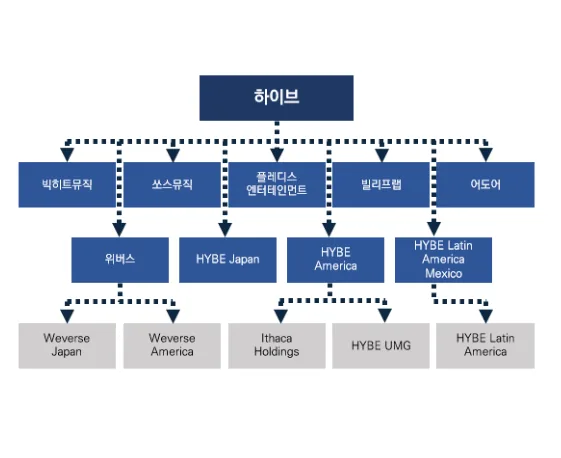 하이브
빅히트뮤직
쏘스뮤직
플레디스
엔터테인먼트
빌리프랩
어도어
위버스
HYBE Japan
HYBE
America
HYBE Latin
America
Mexico
Weverse
Japan
Weverse
America
Ithaca
Holdings
HYBE UMG
HYBE Latin
America